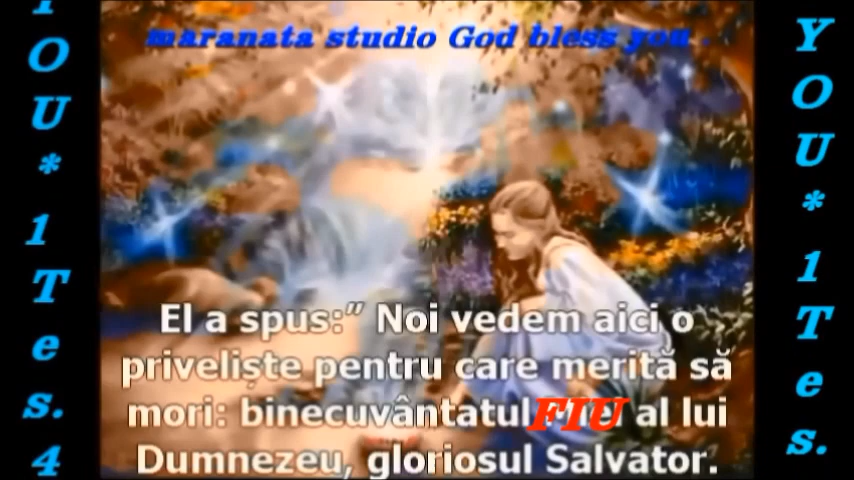 maranata studio God bless you .
El a spus:” Noi vedem aici o
priveliște pentru care merită să
mori: binecuvântatul FIU al lui
Dumnezeu, gloriosul Salvator.
YOU* 1Tes.4
YOU* 1Tes.